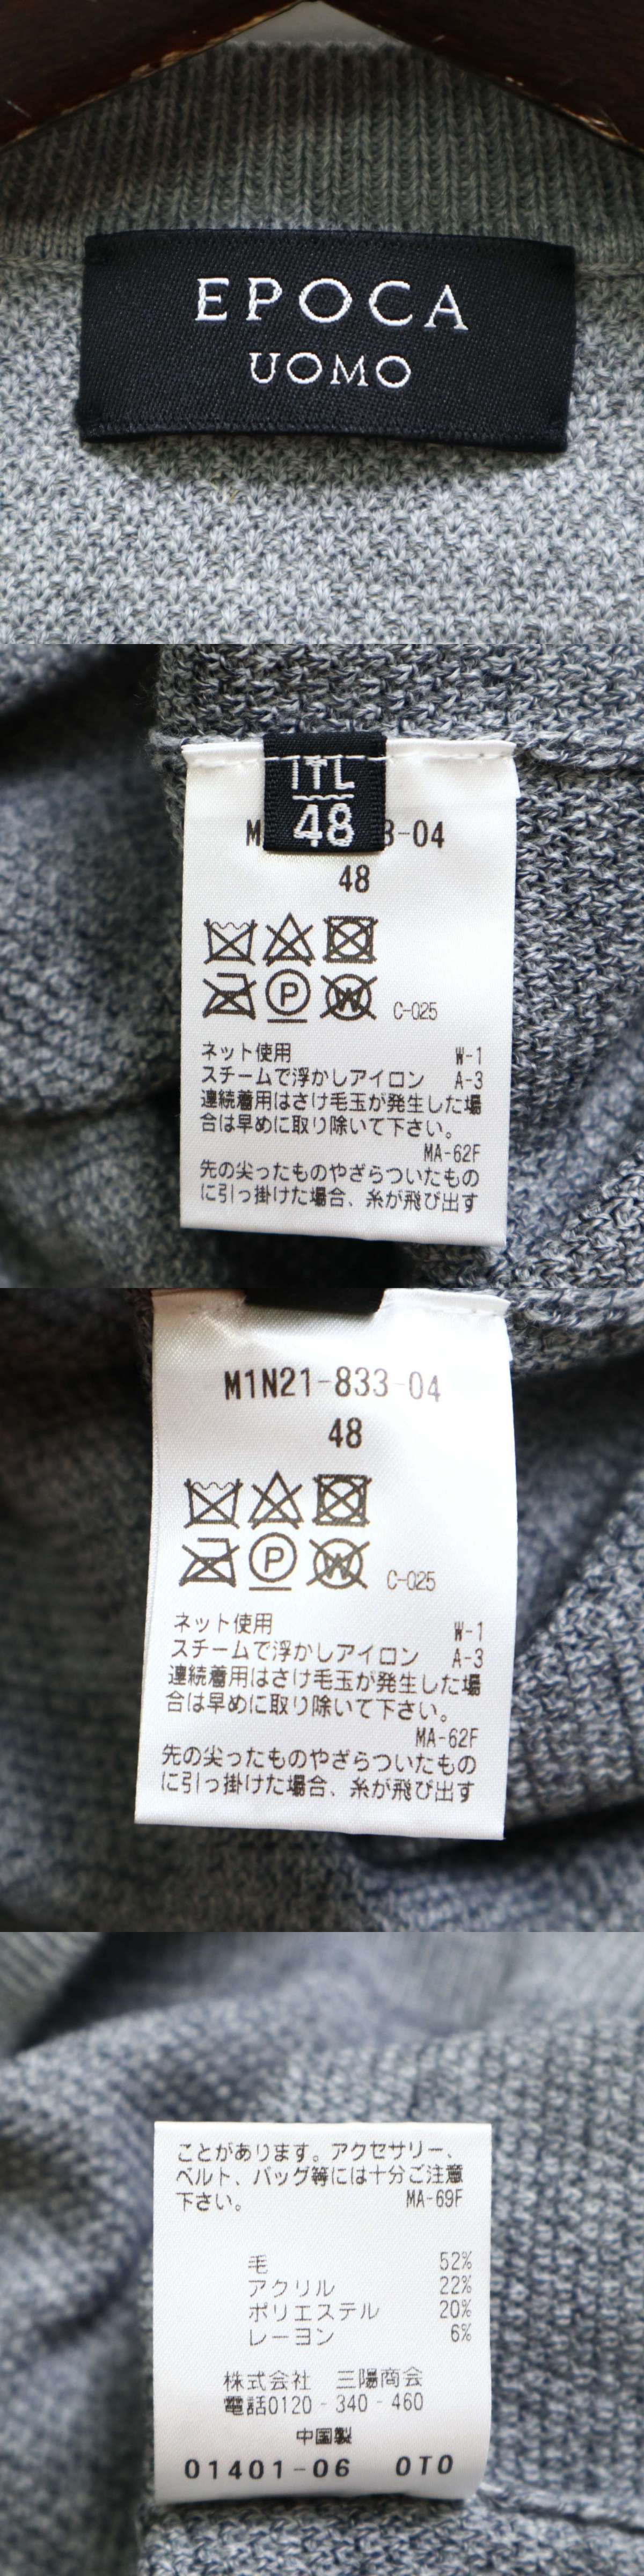 EPOCA
UOMO
ITL
48
3-04
48
P
W
C-025
ネット使用 W-1
スチームで浮かしアイロン A-3
連続着用はさけ毛玉が発生した場
合は早めに取り除いて下さい。
MA-62F
先の尖ったものやざらついたもの
に引っ掛けた場合、糸が飛び出す
M1N21-833-04
48
P
W
C-025
ネット使用 W-1
スチームで浮かしアイロン A-3
連続着用はさけ毛玉が発生した場
合は早めに取り除いて下さい。
MA-62F
先の尖ったものやざらついたもの
に引っ掛けた場合、糸が飛び出す
ことがあります。アクセサリー、
ベルト、バッグ等には十分ご注意
下さい。 MA-69F
毛 52%
アクリル 22%
ポリエステル 20%
レーヨン 6%
株式会社 三陽商会
電話0120-340-460
中国製
01401-06 0T0